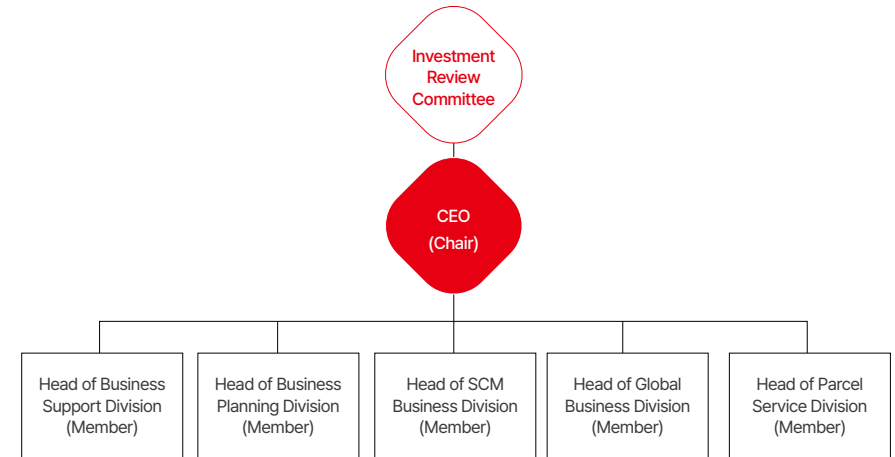 Investment
Review
Committee
CEO
(Chair)
Head of Business
Support Division
(Member)
Head of Business
Planning Division
(Member)
Head of SCM
Business Division
(Member)
Head of Global
Business Division
(Member)
Head of Parcel
Service Division
(Member)